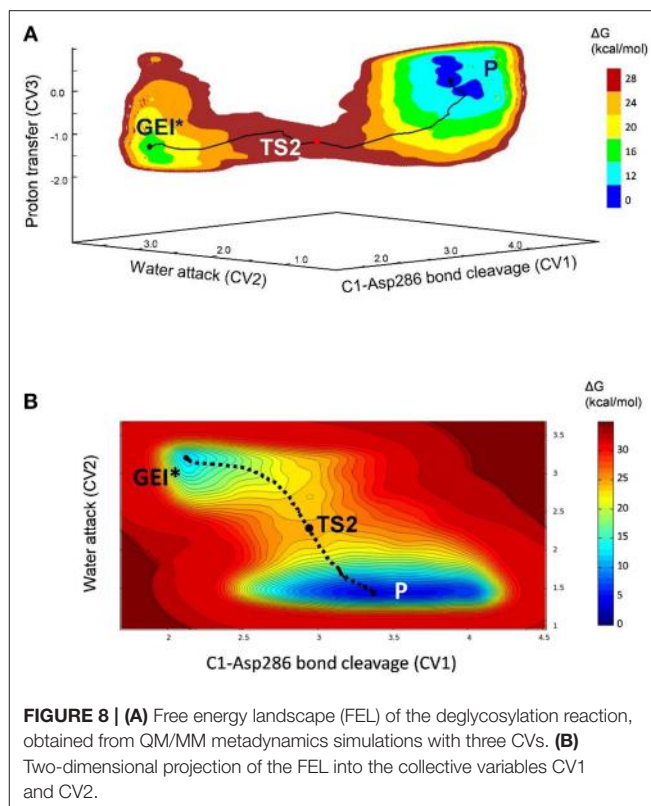 A
ΔG
(kcal/mol)
Proton transfer (CV3)
0.0
-1.0
-2.0
GEI*
TS2
P
28
24
20
16
12
0
3.0
2.0
1.0
Water attack (CV2)
2.0
3.0
4.0
C1-Asp286 bond cleavage (CV1)
B
ΔG
(kcal/mol)
Water attack (CV2)
GEI*
TS2
P
3.5
3
2.5
2
1.5
1
30
25
20
15
10
5
0
2
2.5
3
3.5
4
4.5
C1-Asp286 bond cleavage (CV1)
FIGURE 8 | (A) Free energy landscape (FEL) of the deglycosylation reaction,
obtained from QM/MM metadynamics simulations with three CVs. (B)
Two-dimensional projection of the FEL into the collective variables CV1
and CV2.